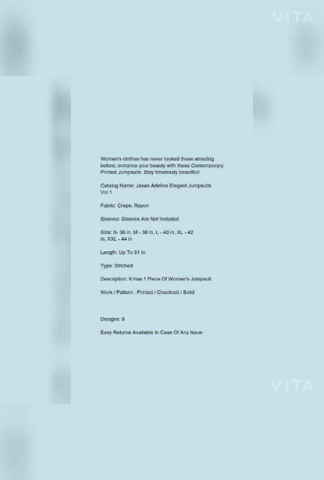 VITA
Women's clothes has never looked these amazing
before; enhance your beauty with these Contemporary
Printed Jumpsuits. Stay timelessly beautiful!
Catalog Name: Jesan Adeline Elegant Jumpsuits
Vol 1
Fabric: Crepe, Rayon
Sleeves: Sleeves Are Not Included
Size: S- 36 in, M - 38 in, L - 40 in, XL - 42
in, XXL - 44 in
Length: Up To 31 in
Type: Stitched
Description: It Has 1 Piece Of Women's Jumpsuit
Work / Pattern : Printed / Checked / Solid
Designs: 9
Easy Returns Available In Case Of Any Issue
VITA